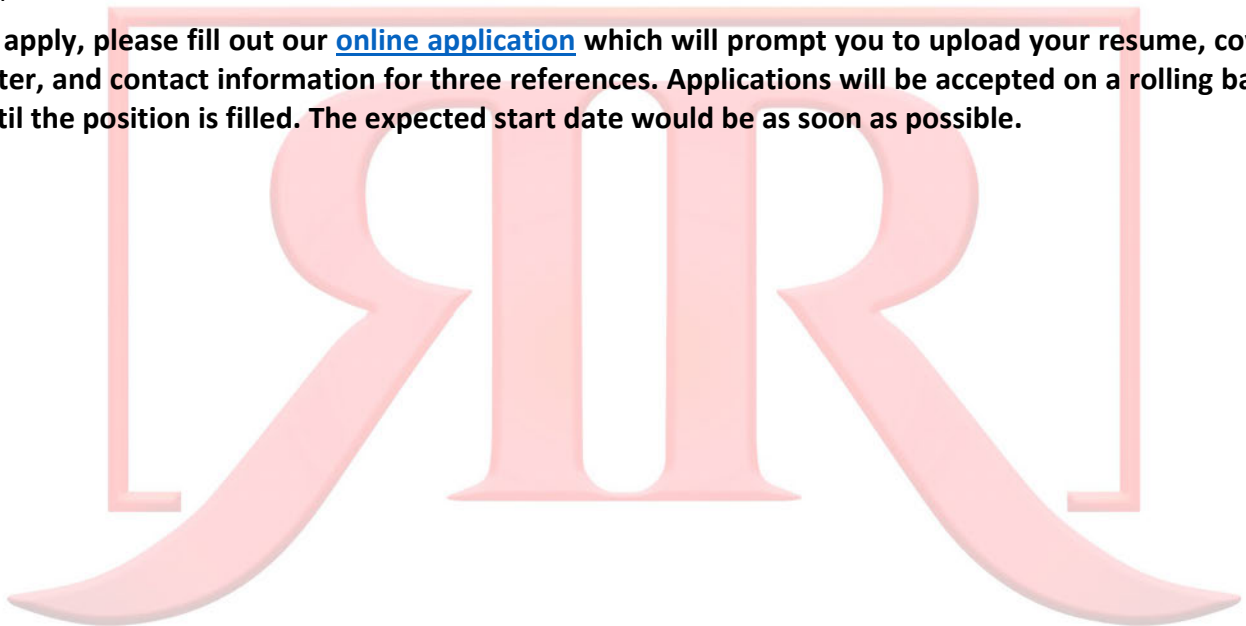 apply, please fill out our online application which will prompt you to upload your resume, co
ter, and contact information for three references. Applications will be accepted on a rolling ba
til the position is filled. The expected start date would be as soon as possible.
RR